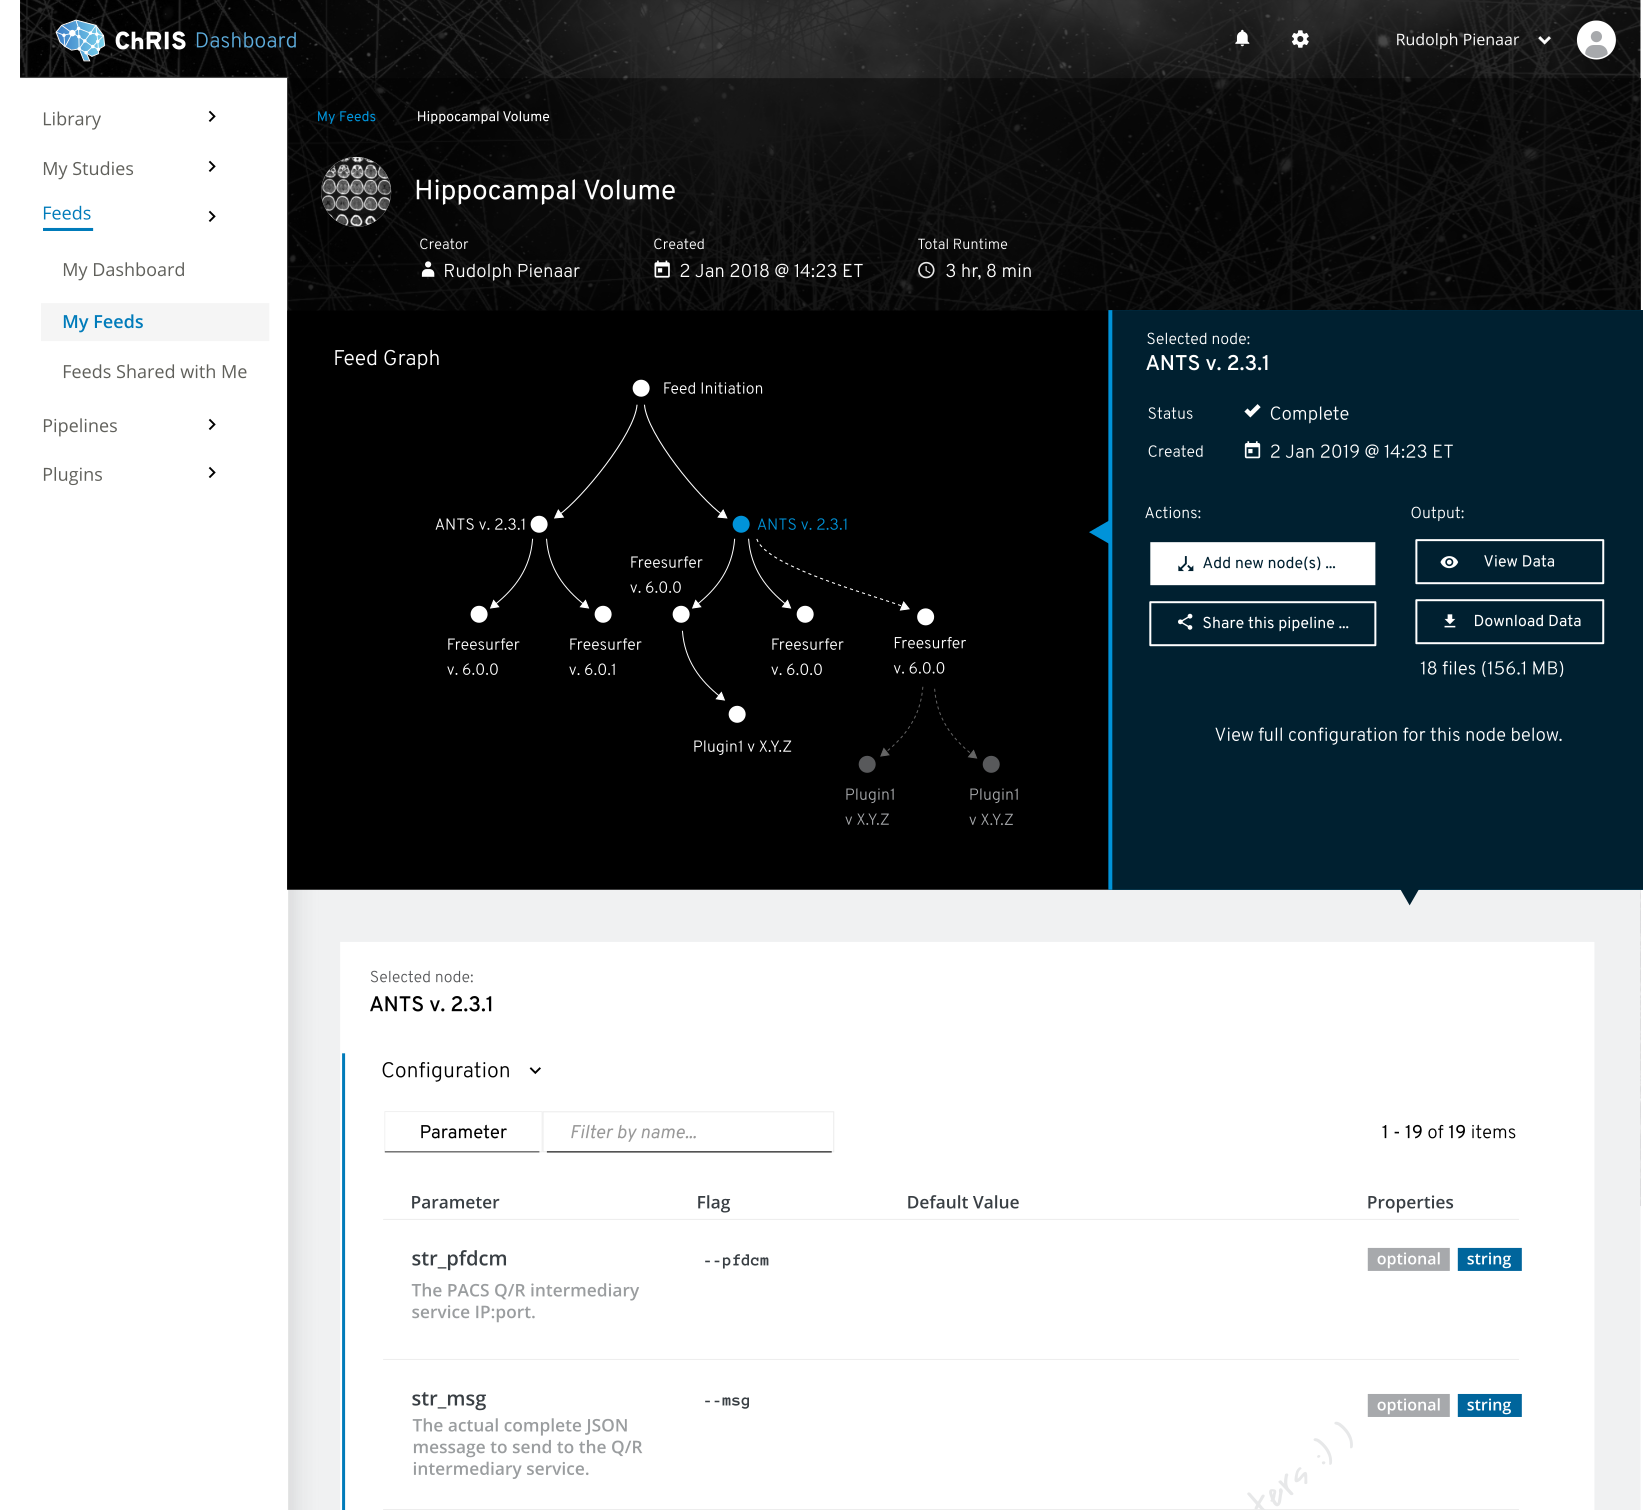 ChRIS Dashboard
Rudolph Pienaar
Library
My Studies
Feeds
My Dashboard
My Feeds
Feeds Shared with Me
Pipelines
Plugins
My Feeds Hippocampal Volume
Hippocampal Volume
Creator
Rudolph Pienaar
Created
2 Jan 2018 @ 14:23 ET
Total Runtime
3 hr, 8 min
Feed Graph
Feed Initiation
ANTS v. 2.3.1
ANTS v. 2.3.1
Freesurfer
v. 6.0.0
Freesurfer
v. 6.0.0
Freesurfer
v. 6.0.1
Freesurfer
v. 6.0.0
Freesurfer
v. 6.0.0
Plugin1 v X.Y.Z
Plugin1
v X.Y.Z
Plugin1
v X.Y.Z
Selected node:
ANTS v. 2.3.1
Status Complete
Created 2 Jan 2019 @ 14:23 ET
Actions:
Add new node(s) ...
Share this pipeline ...
Output:
View Data
Download Data
18 files (156.1 MB)
View full configuration for this node below.
Selected node:
ANTS v. 2.3.1
Configuration
Parameter Filter by name...
1 - 19 of 19 items
Parameter Flag Default Value Properties
str_pfdcm --pfdcm optional string
The PACS Q/R intermediary
service IP:port.
str_msg --msg optional string
The actual complete JSON
message to send to the Q/R
intermediary service.